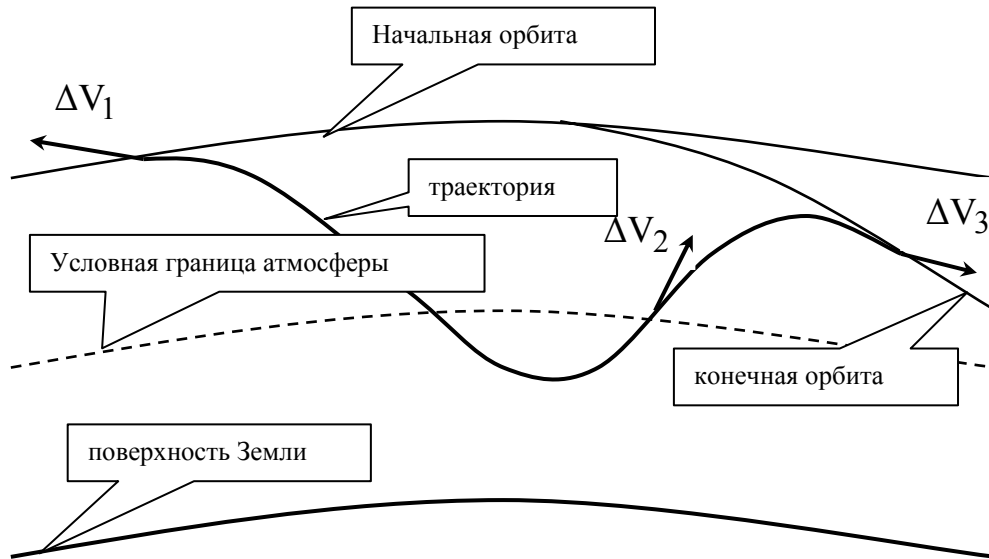 Начальная орбита
ΔV1
траектория
ΔV2
ΔV3
Условная граница атмосферы
конечная орбита
поверхность Земли